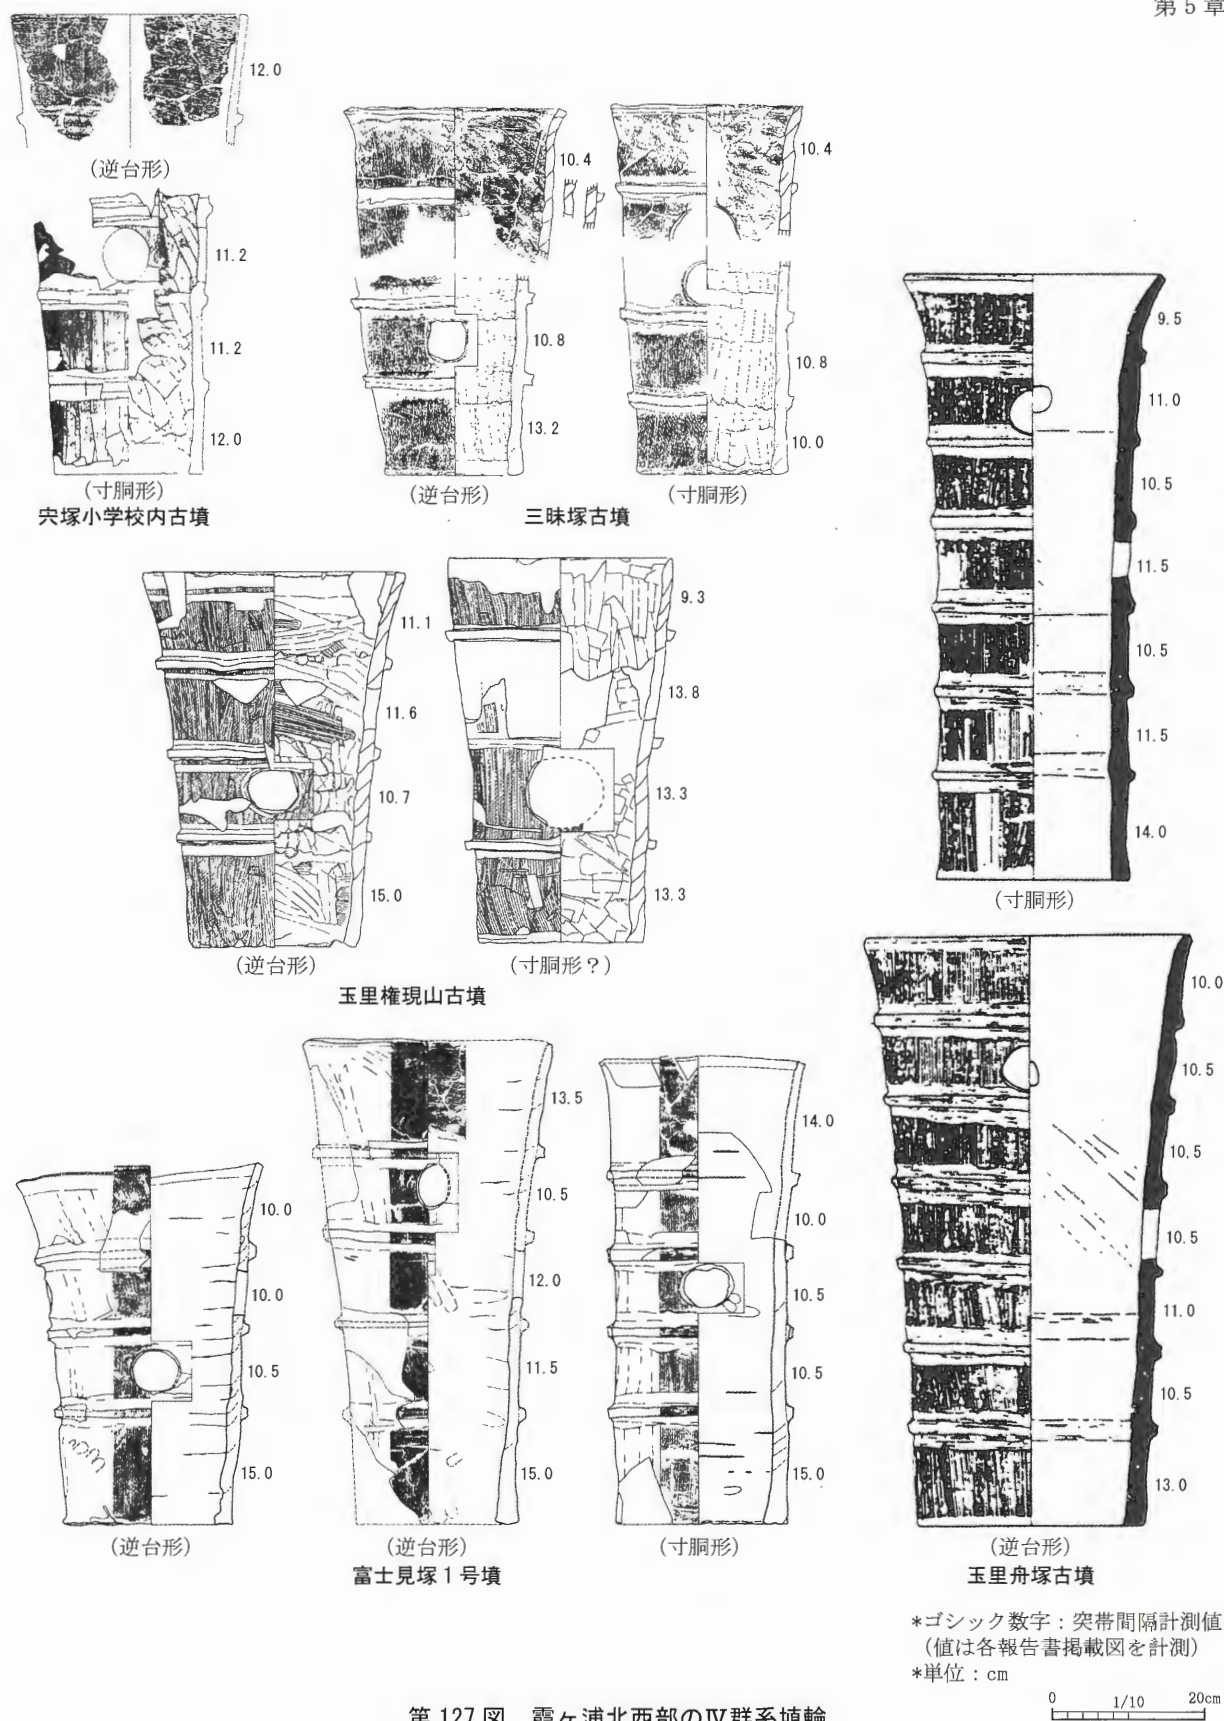 第5章
12.0
(逆台形)
11.2
11.2
12.0
(寸胴形)
宍塚小学校内古墳
10.4
10.8
13.2
(逆台形)
10.4
10.8
10.0
(寸胴形)
三昧塚古墳
9.5
11.0
10.5
11.5
10.5
11.5
14.0
(寸胴形)
11.1
11.6
10.7
15.0
(逆台形)
9.3
13.8
13.3
13.3
(寸胴形?)
玉里権現山古墳
10.0
10.5
10.5
10.5
11.0
10.5
13.0
(逆台形)
玉里舟塚古墳
10.0
10.0
10.5
15.0
(逆台形)
13.5
10.5
12.0
11.5
15.0
(逆台形)
14.0
10.0
10.5
10.5
15.0
(寸胴形)
富士見塚1号墳
*ゴシック数字:突帯間隔計測値
(値は各報告書掲載図を計測)
*単位:cm
0 1/10 20cm
第127図 霞ヶ浦北西部のⅣ群系埴輪